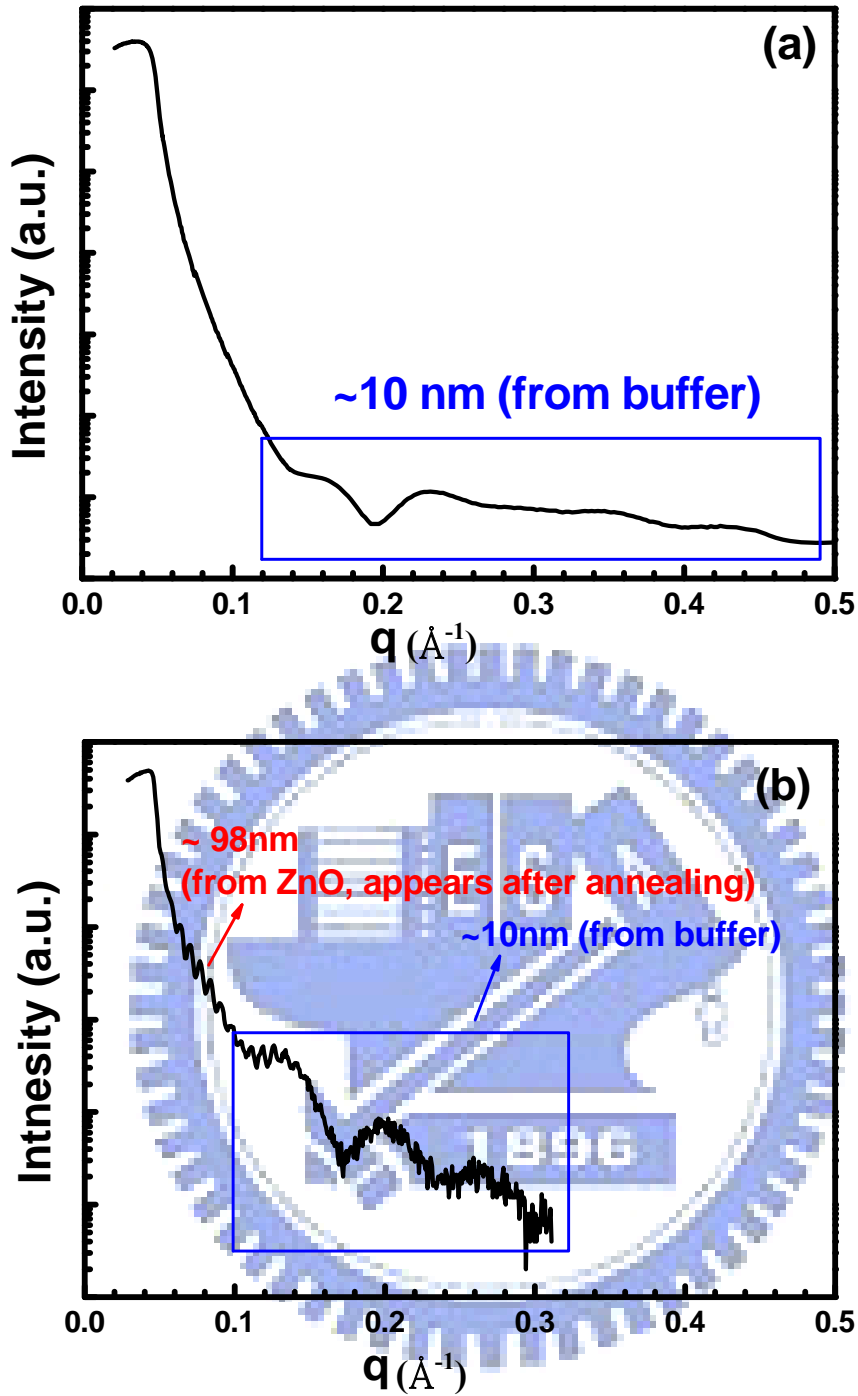 (a)
Intensity (a.u.)
~10 nm (from buffer)
0.0 0.1 0.2 0.3 0.4 0.5
q (Å⁻¹)
(b)
Intnesity (a.u.)
~ 98nm
(from ZnO, appears after annealing)
~10nm (from buffer)
1896
0.0 0.1 0.2 0.3 0.4 0.5
q (Å⁻¹)